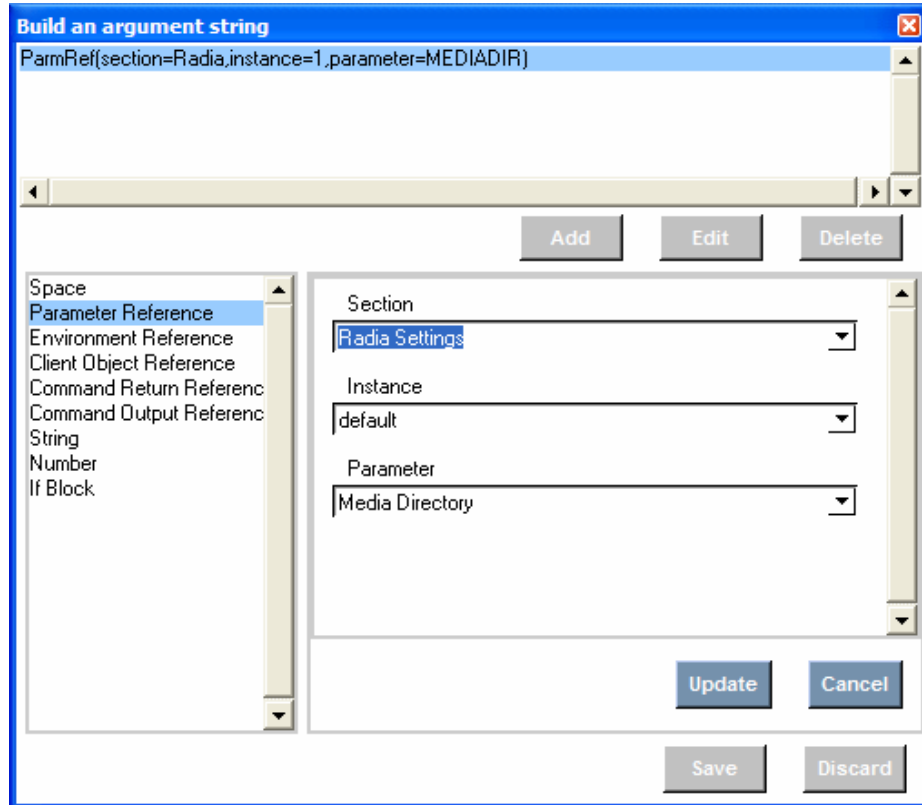 Build an argument string
ParmRef(section=Radia,instance=1,parameter=MEDIADIR)
Add Edit Delete
Space
Parameter Reference
Environment Reference
Client Object Reference
Command Return Referenc
Command Output Referenc
String
Number
If Block
Section
Radia Settings
Instance
default
Parameter
Media Directory
Update Cancel
Save Discard